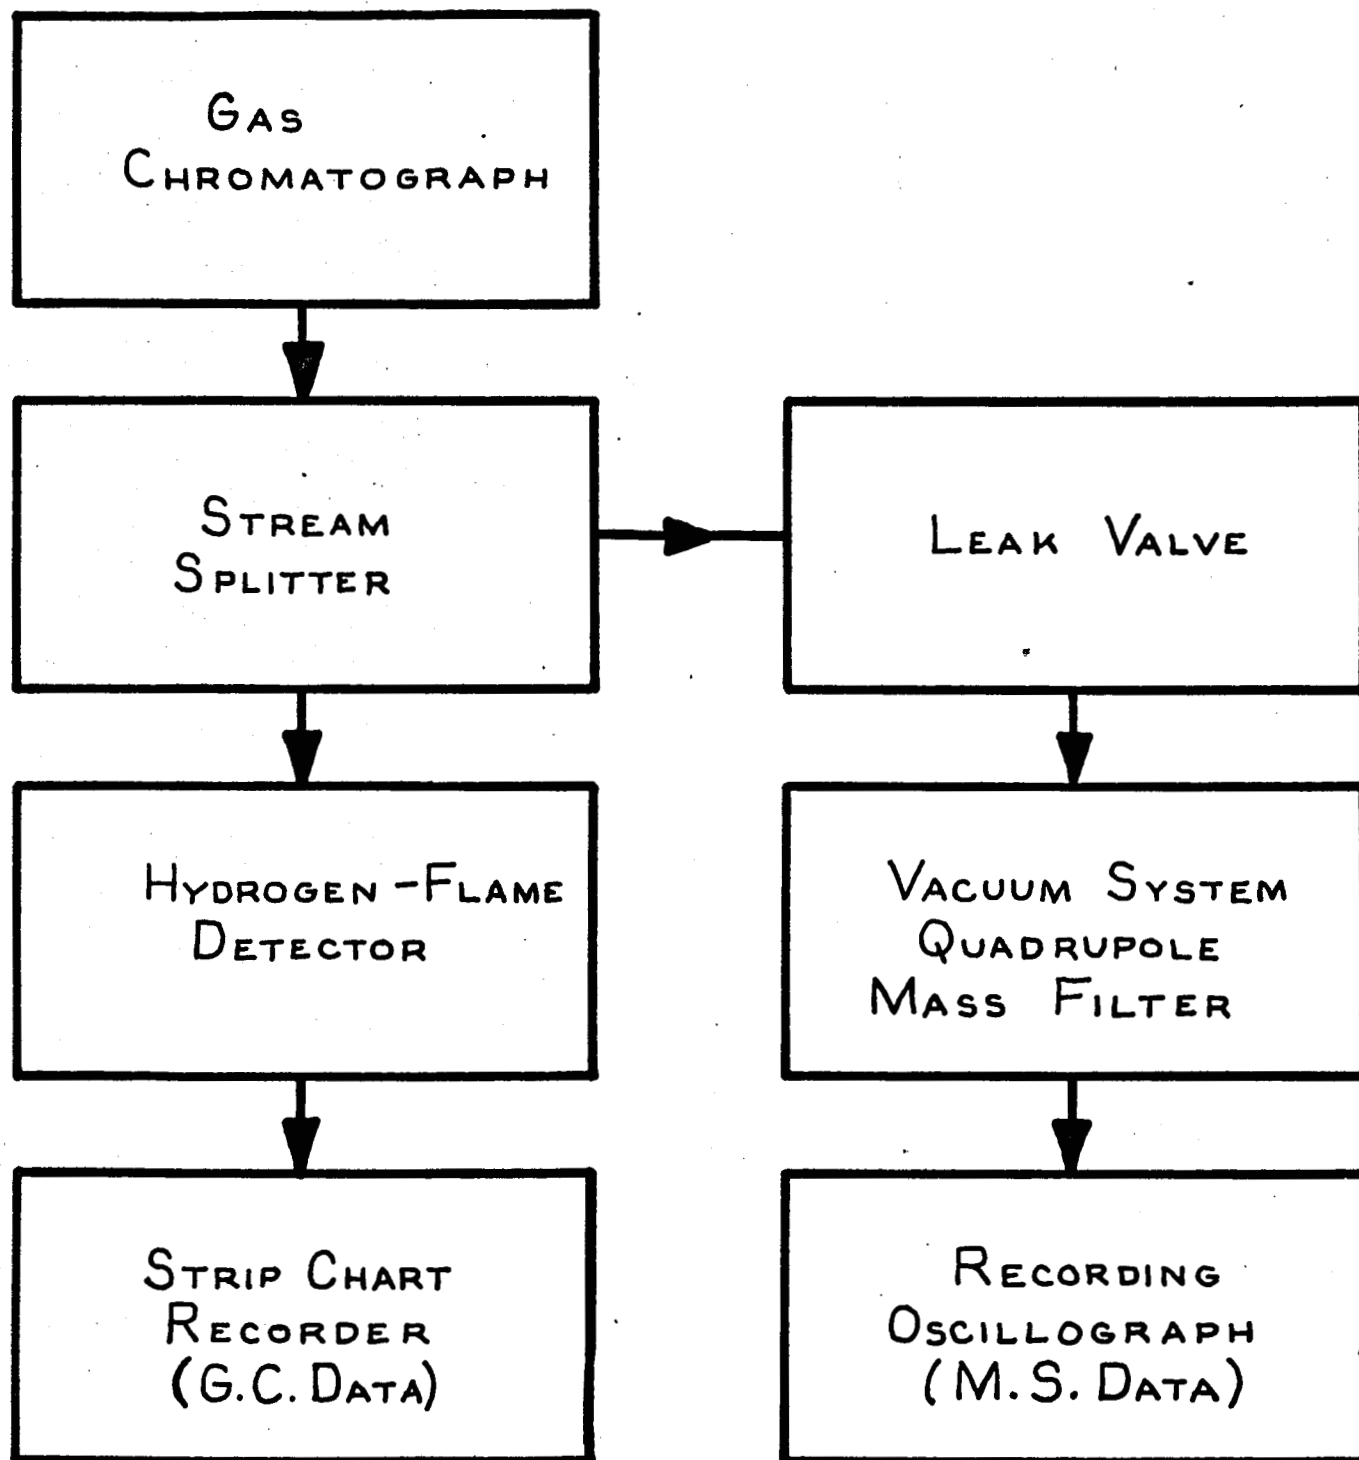 GAS
CHROMATOGRAPH
STREAM
SPLITTER
LEAK VALVE
HYDROGEN-FLAME
DETECTOR
VACUUM SYSTEM
QUADRUPOLE
MASS FILTER
STRIP CHART
RECORDER
(G.C. DATA)
RECORDING
OSCILLOGRAPH
(M.S. DATA)